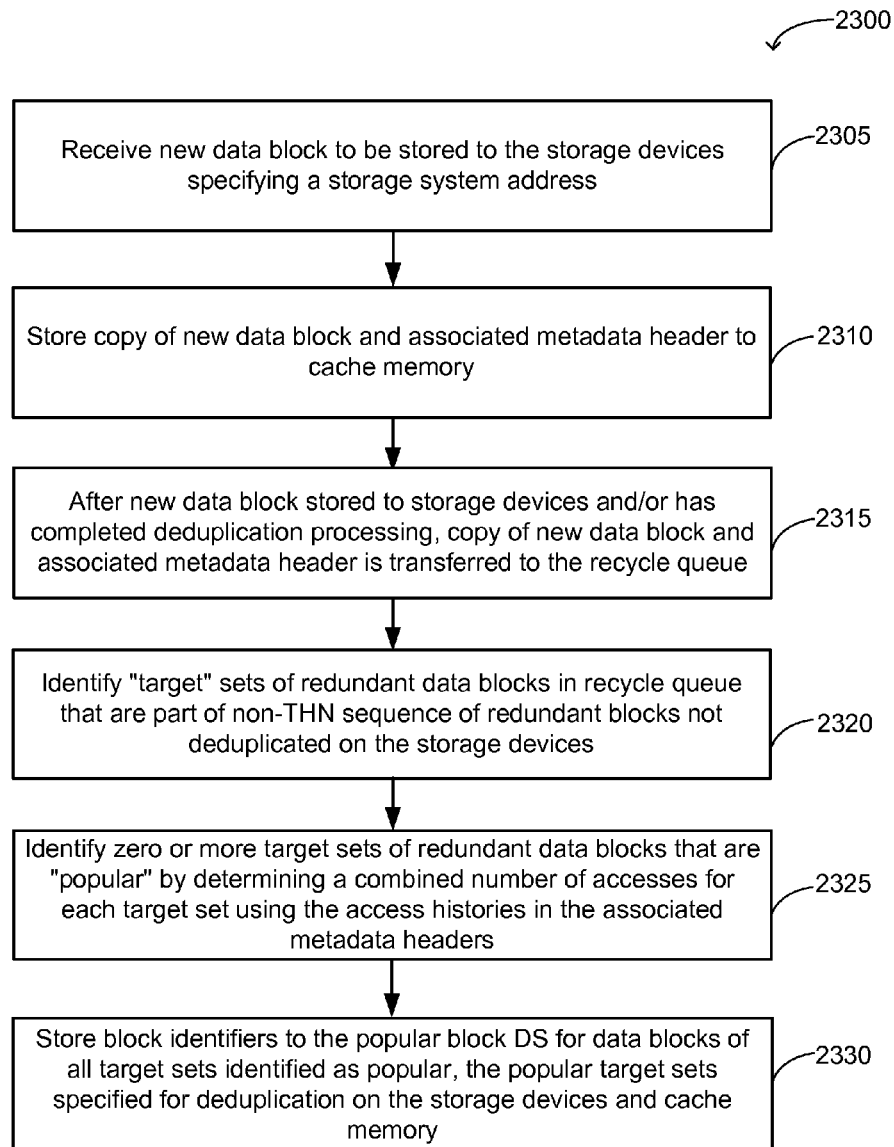 2300
Receive new data block to be stored to the storage devices
specifying a storage system address
2305
Store copy of new data block and associated metadata header to
cache memory
2310
After new data block stored to storage devices and/or has
completed deduplication processing, copy of new data block and
associated metadata header is transferred to the recycle queue
2315
Identify "target" sets of redundant data blocks in recycle queue
that are part of non-THN sequence of redundant blocks not
deduplicated on the storage devices
2320
Identify zero or more target sets of redundant data blocks that are
"popular" by determining a combined number of accesses for
each target set using the access histories in the associated
metadata headers
2325
Store block identifiers to the popular block DS for data blocks of
all target sets identified as popular, the popular target sets
specified for deduplication on the storage devices and cache
memory
2330